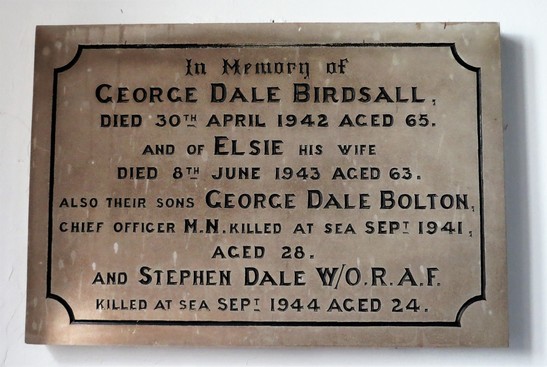 In Memory of
GEORGE DALE BIRDSALL,
DIED 30TH APRIL 1942 AGED 65.
AND OF ELSIE HIS WIFE
DIED 8TH JUNE 1943 AGED 63.
ALSO THEIR SONS GEORGE DALE BOLTON,
CHIEF OFFICER M.N. KILLED AT SEA SEPT 1941,
AGED 28.
AND STEPHEN DALE W/O.R.A.F.
KILLED AT SEA SEPT 1944 AGED 24.